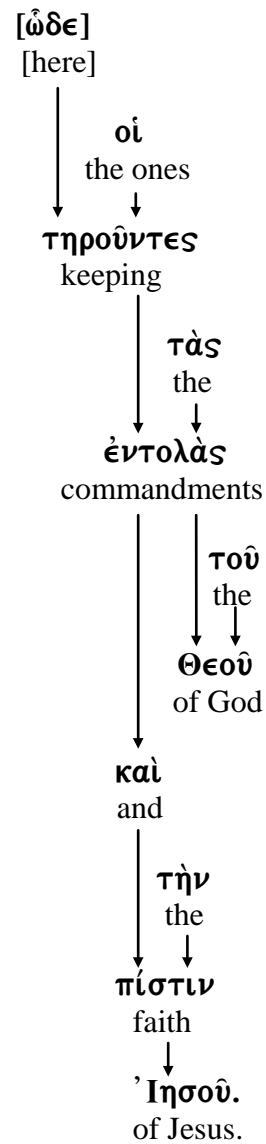 [ὧδε]
[here]
οἱ
the ones
τηροῦντες
keeping
τὰς
the
ἐντολὰς
commandments
τοῦ
the
Θεοῦ
of God
καὶ
and
τὴν
the
πίστιν
faith
Ἰησοῦ.
of Jesus.